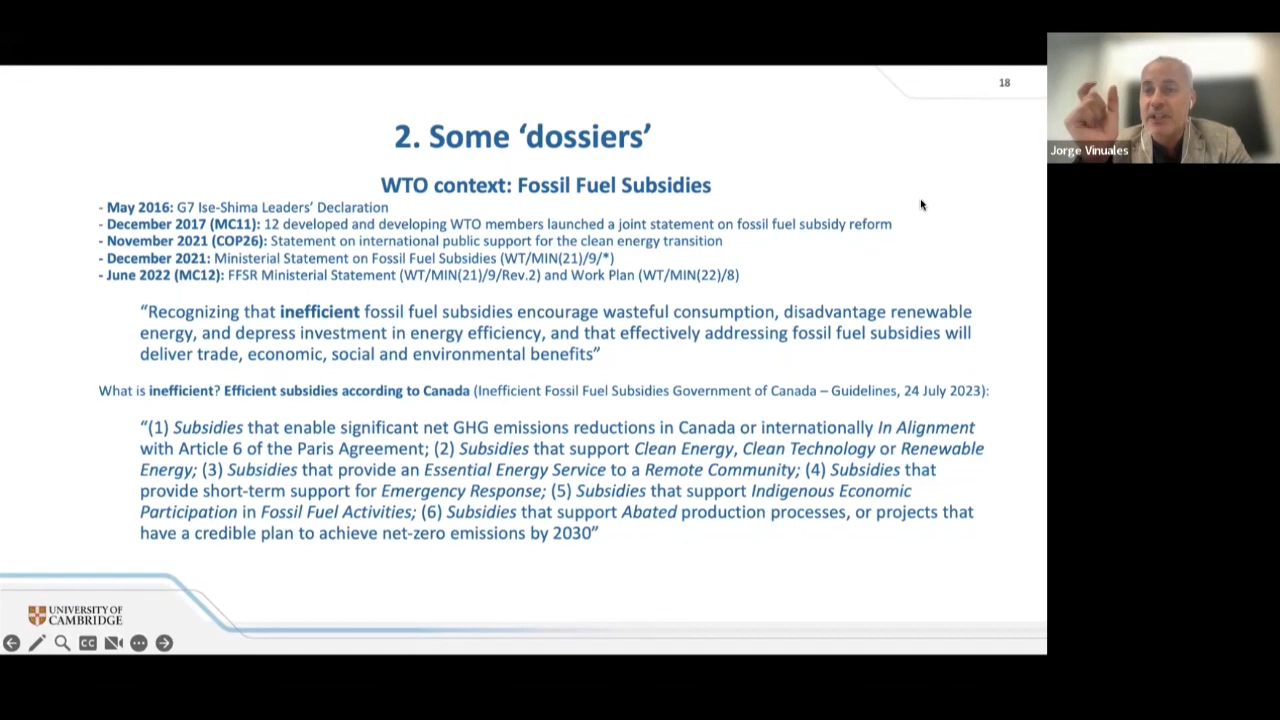 18
Jorge Vinuales
2. Some ‘dossiers’
WTO context: Fossil Fuel Subsidies
- May 2016: G7 Ise-Shima Leaders’ Declaration
- December 2017 (MC11): 12 developed and developing WTO members launched a joint statement on fossil fuel subsidy reform
- November 2021 (COP26): Statement on international public support for the clean energy transition
- December 2021: Ministerial Statement on Fossil Fuel Subsidies (WT/MIN(21)/9/*)
- June 2022 (MC12): FFSR Ministerial Statement (WT/MIN(21)/9/Rev.2) and Work Plan (WT/MIN(22)/8)
“Recognizing that inefficient fossil fuel subsidies encourage wasteful consumption, disadvantage renewable
energy, and depress investment in energy efficiency, and that effectively addressing fossil fuel subsidies will
deliver trade, economic, social and environmental benefits”
What is inefficient? Efficient subsidies according to Canada (Inefficient Fossil Fuel Subsidies Government of Canada – Guidelines, 24 July 2023):
“(1) Subsidies that enable significant net GHG emissions reductions in Canada or internationally In Alignment
with Article 6 of the Paris Agreement; (2) Subsidies that support Clean Energy, Clean Technology or Renewable
Energy; (3) Subsidies that provide an Essential Energy Service to a Remote Community; (4) Subsidies that
provide short-term support for Emergency Response; (5) Subsidies that support Indigenous Economic
Participation in Fossil Fuel Activities; (6) Subsidies that support Abated production processes, or projects that
have a credible plan to achieve net-zero emissions by 2030”
UNIVERSITY OF
CAMBRIDGE
CC